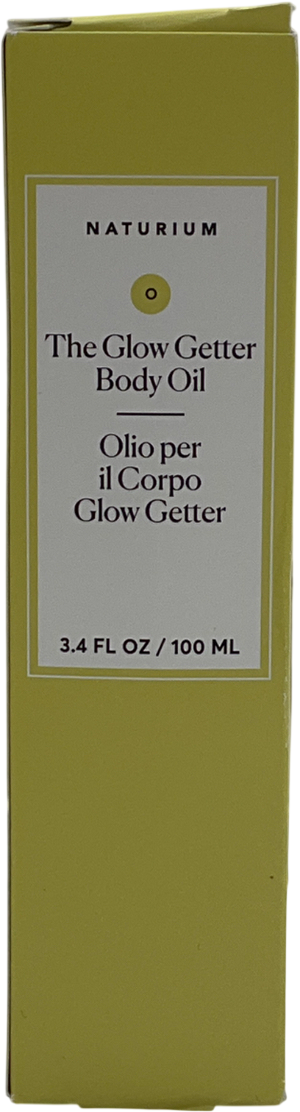 NATURIUM
O
The Glow Getter
Body Oil
Olio per
il Corpo
Glow Getter
3.4 FL OZ / 100 ML